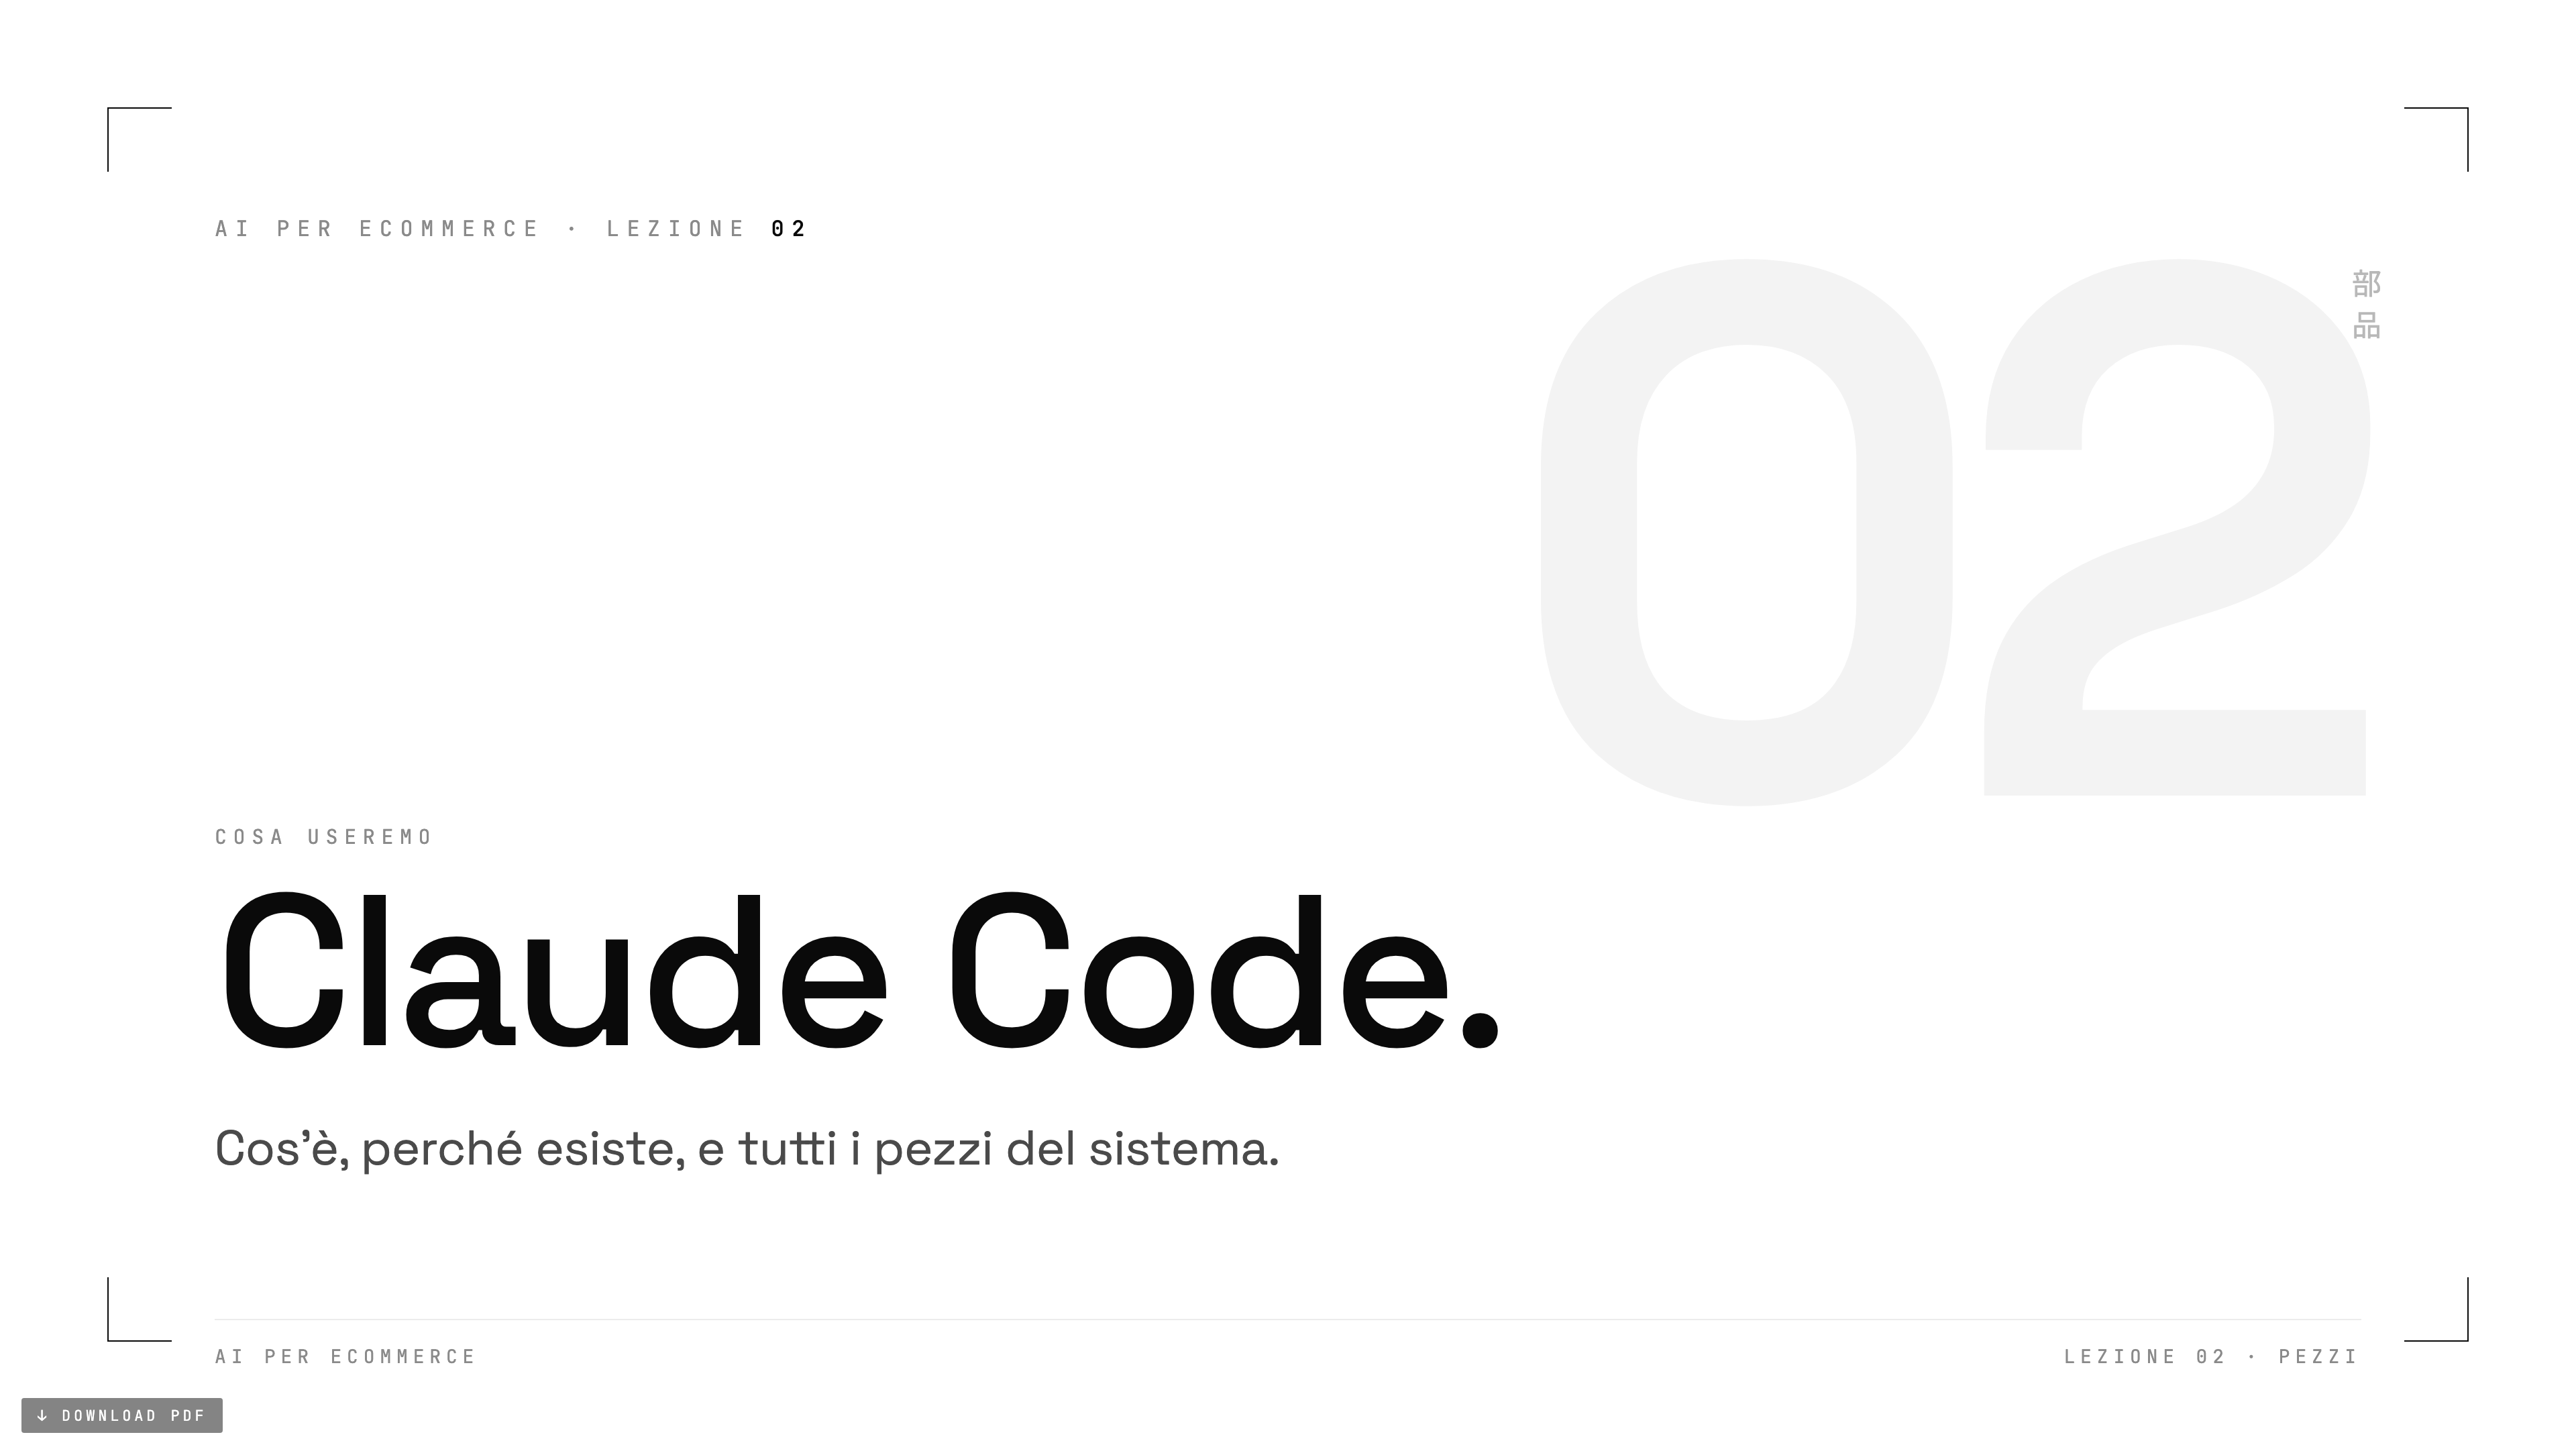 AI PER ECOMMERCE · LEZIONE 02
02
部品
COSA USEREMO
Claude Code.
Cos’è, perché esiste, e tutti i pezzi del sistema.
AI PER ECOMMERCE
LEZIONE 02 · PEZZI
↓ DOWNLOAD PDF